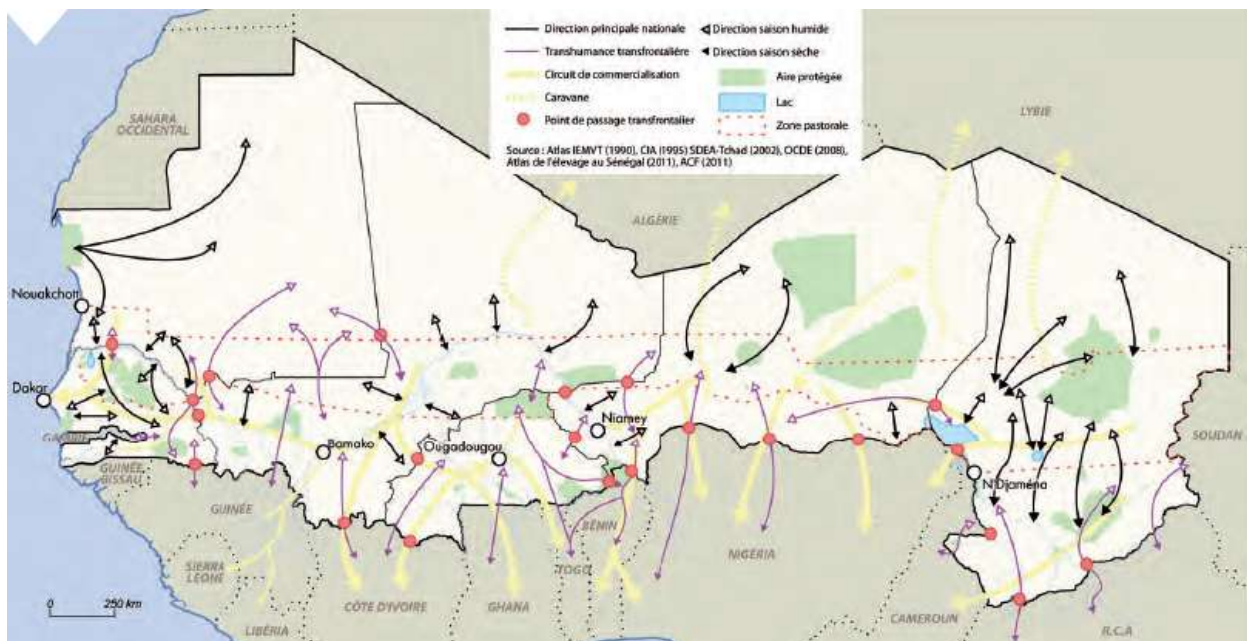 Direction principale nationale
Direction saison humide
Transhumance transfrontalière
Direction saison sèche
Circuit de commercialisation
Aire protégée
Caravane
Lac
Point de passage transfrontalier
Zone pastorale
Source : Atlas IEMVT (1990), CIA (1995) SDEA-Tchad (2002), OCDE (2008),
Atlas de l'élevage au Sénégal (2011), ACF (2011)
SAHARA
OCCIDENTAL
LYBIE
ALGÉRIE
Nouakchott
Dakar
GAMBIE
GUINÉE
BISSAU
GUINÉE
Bamako
Ougadougou
Niamey
SOUDAN
N'Djaména
BÉNIN
NIGÉRIA
SIERRA
LEONE
TOGO
CÔTE D'IVOIRE
GHANA
CAMEROUN
LIBÉRIA
R.C.A
0 250 km